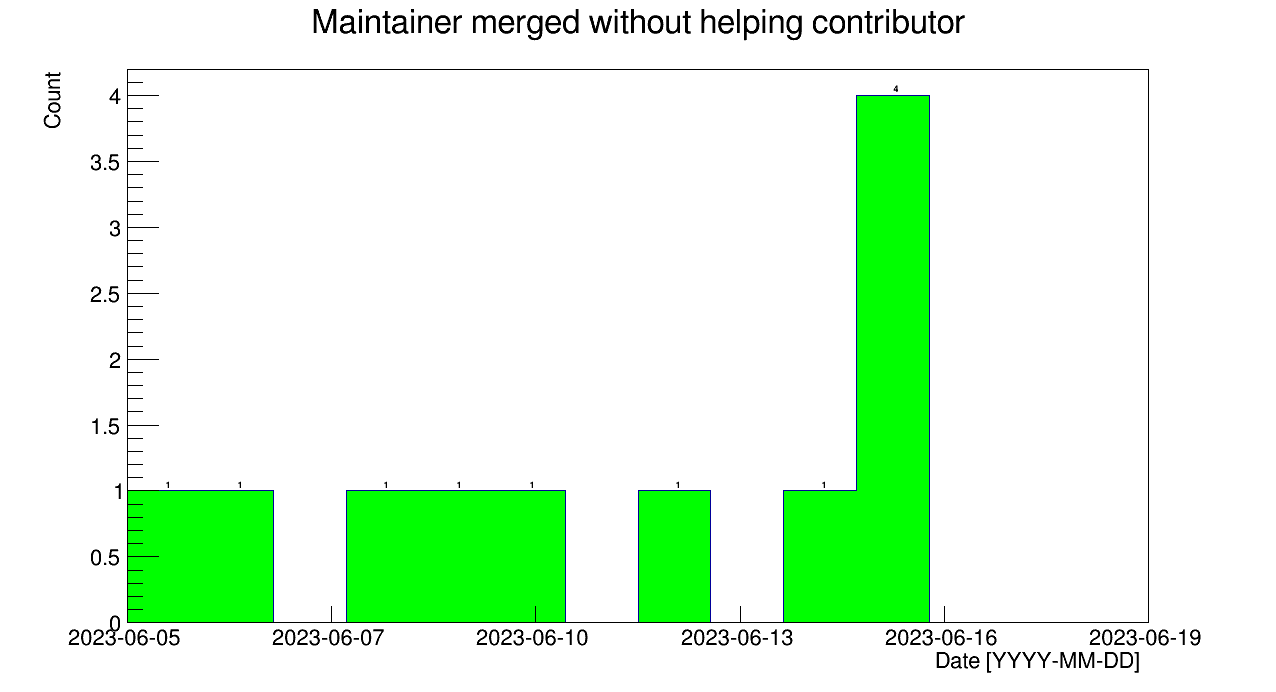 Maintainer merged without helping contributor
Count
4
3.5
3
2.5
2
1.5
1
0.5
0
1 1 1 1 1 1 1 4
2023-06-05 2023-06-07 2023-06-10 2023-06-13 2023-06-16 2023-06-19
Date [YYYY-MM-DD]